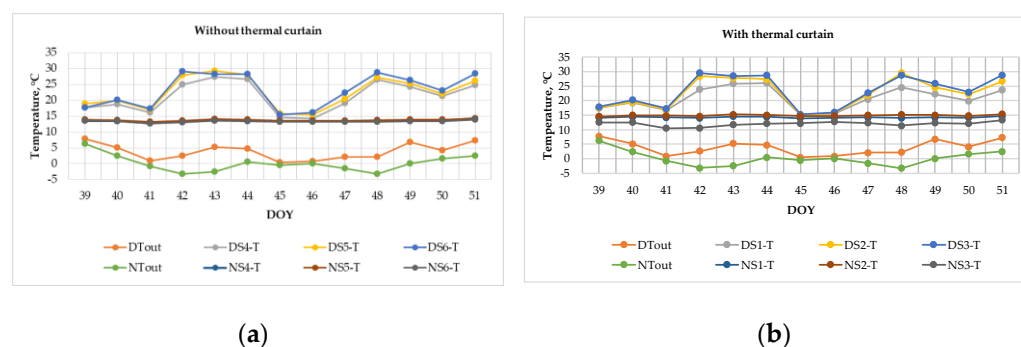 Without thermal curtain
35
30
25
20
15
10
5
0
-5
Temperature, °C
39 40 41 42 43 44 45 46 47 48 49 50 51
DOY
DTout DS4-T DS5-T DS6-T
NTout NS4-T NS5-T NS6-T
(a)
With thermal curtain
35
30
25
20
15
10
5
0
-5
Temperature, °C
39 40 41 42 43 44 45 46 47 48 49 50 51
DOY
DTout DS1-T DS2-T DS3-T
NTout NS1-T NS2-T NS3-T
(b)